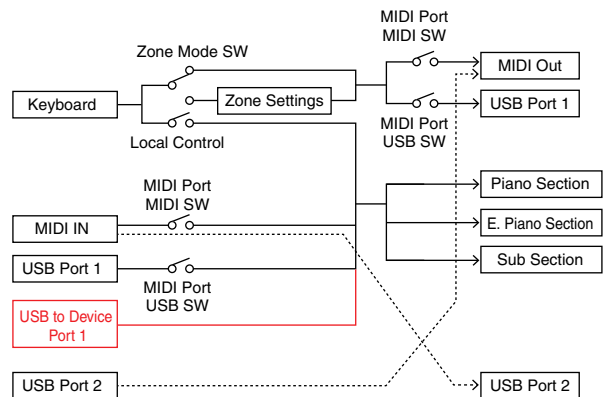 MIDI Port
MIDI SW
Zone Mode SW
MIDI Out
Keyboard
Zone Settings
USB Port 1
Local Control
MIDI Port
USB SW
MIDI Port
MIDI SW
Piano Section
MIDI IN
E. Piano Section
USB Port 1
Sub Section
MIDI Port
USB SW
USB to Device
Port 1
USB Port 2
USB Port 2